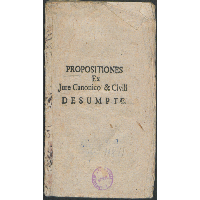 PROPOSITIONES
Ex
Jure Canonico & Civili
DESUMPTÆ